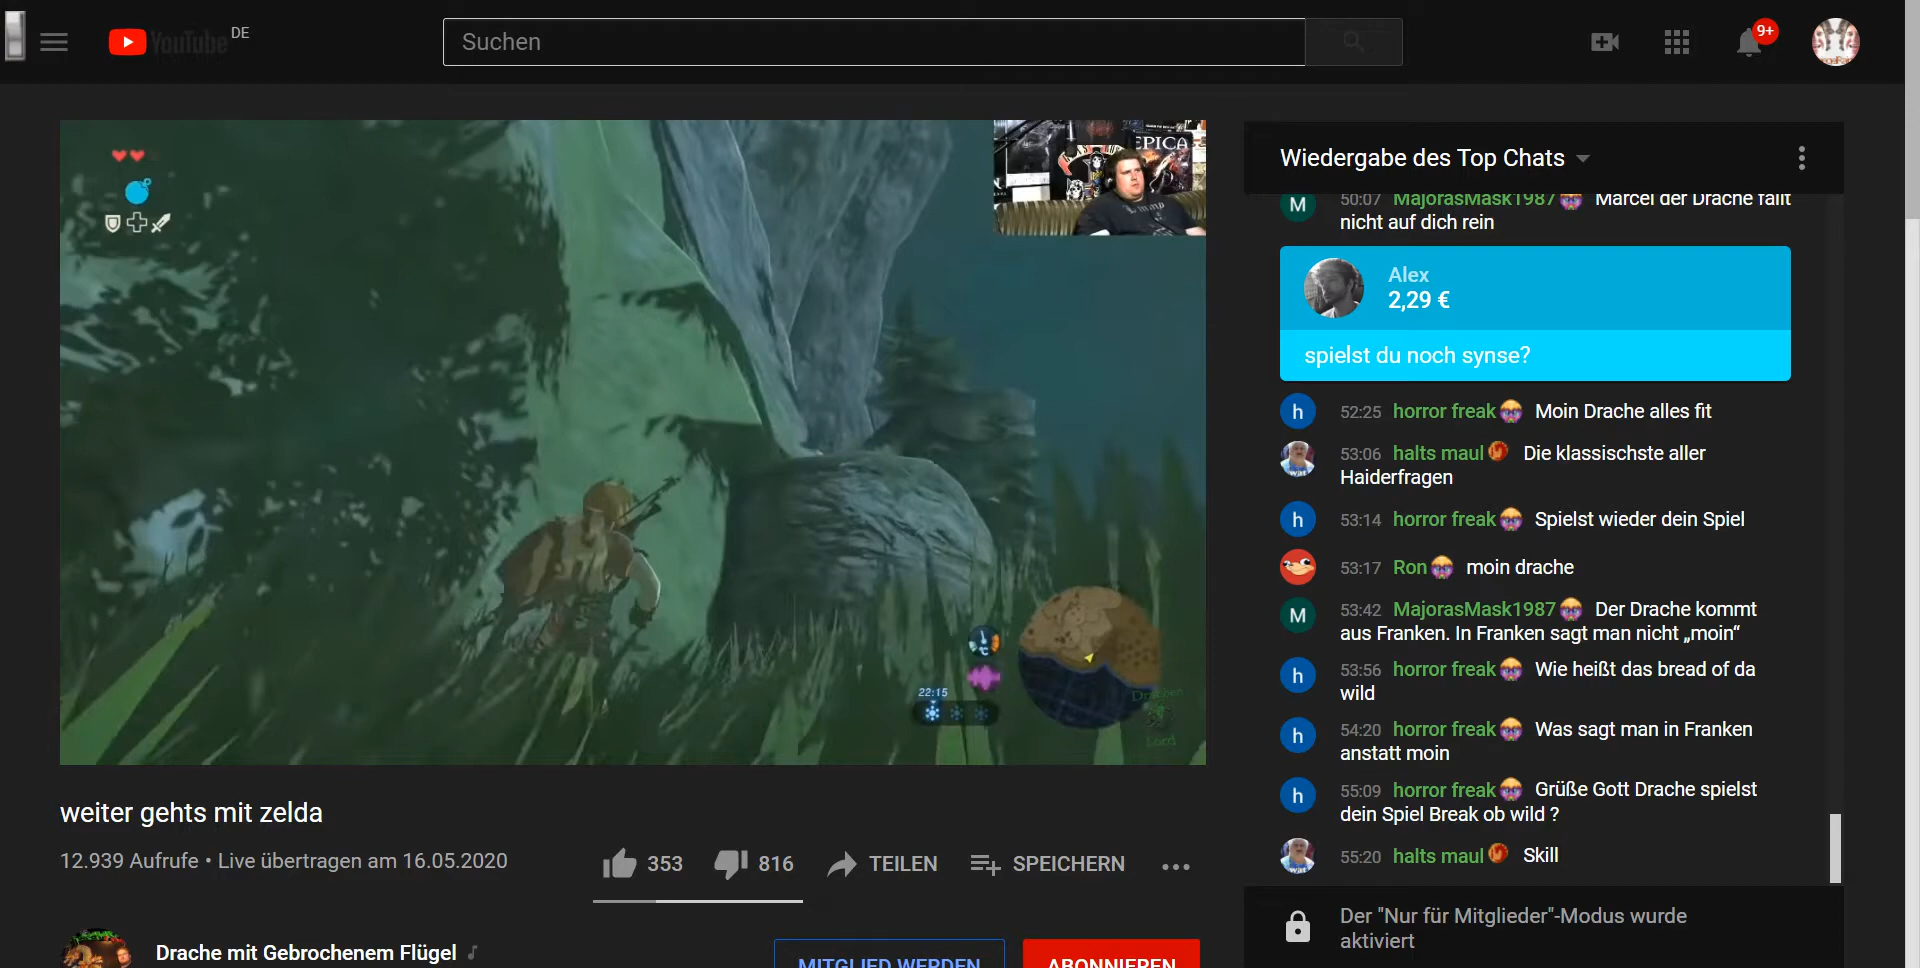 YouTube DE
Suchen
9+
EPICA
22:15
Drachen
Lord
weiter gehts mit zelda
12.939 Aufrufe • Live übertragen am 16.05.2020
353
816
TEILEN
SPEICHERN
Drache mit Gebrochenem Flügel
MITGLIED WERDEN
ABONNIEREN
Wiedergabe des Top Chats
M
50:07 MajorasMask1987 Marcel der Drache fällt
nicht auf dich rein
Alex
2,29 €
spielst du noch synse?
h
52:25 horror freak Moin Drache alles fit
53:06 halts maul Die klassischste aller
Haiderfragen
h
53:14 horror freak Spielst wieder dein Spiel
53:17 Ron moin drache
M
53:42 MajorasMask1987 Der Drache kommt
aus Franken. In Franken sagt man nicht „moin“
h
53:56 horror freak Wie heißt das bread of da
wild
h
54:20 horror freak Was sagt man in Franken
anstatt moin
h
55:09 horror freak Grüße Gott Drache spielst
dein Spiel Break ob wild ?
55:20 halts maul Skill
Der "Nur für Mitglieder"-Modus wurde
aktiviert